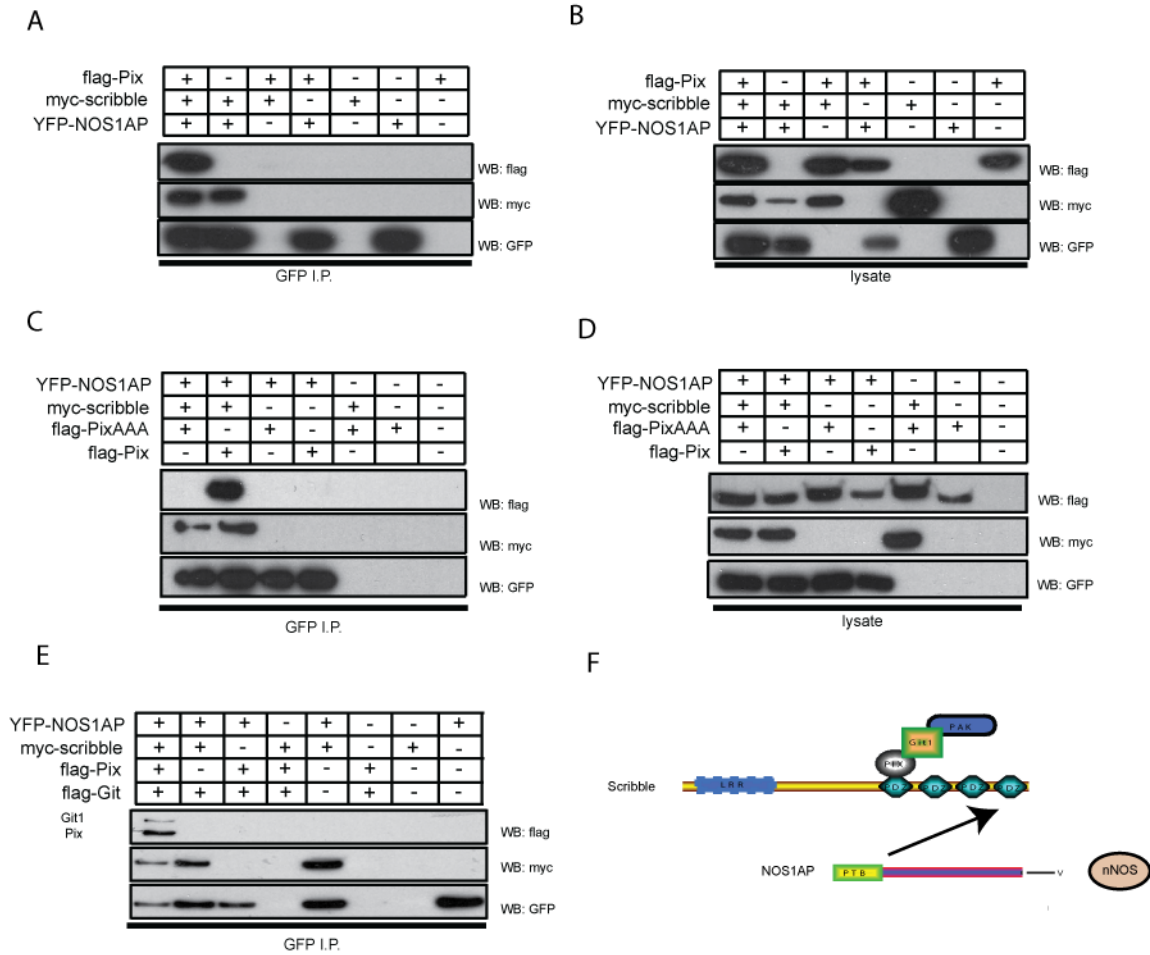 A
flag-Pix + - + + - - +
myc-scribble + + + - + - -
YFP-NOS1AP + + - + - + -
WB: flag
WB: myc
WB: GFP
GFP I.P.
B
flag-Pix + - + + - - +
myc-scribble + + + - + - -
YFP-NOS1AP + + - + - + -
WB: flag
WB: myc
WB: GFP
lysate
C
YFP-NOS1AP + + + + - - -
myc-scribble + + - - + - -
flag-PixAAA + - + - + + -
flag-Pix - + - + - -
WB: flag
WB: myc
WB: GFP
GFP I.P.
D
YFP-NOS1AP + + + + - - -
myc-scribble + + - - + - -
flag-PixAAA + - + - + + -
flag-Pix - + - + - -
WB: flag
WB: myc
WB: GFP
lysate
E
YFP-NOS1AP + + + - + - - +
myc-scribble + + - + + - + -
flag-Pix + - + + - + - -
flag-Git + + + + - + - -
Git1
Pix
WB: flag
WB: myc
WB: GFP
GFP I.P.
F
PAK
Git1
Scribble
LRR
PDZ PDZ PDZ
NOS1AP
PTB
v
nNOS